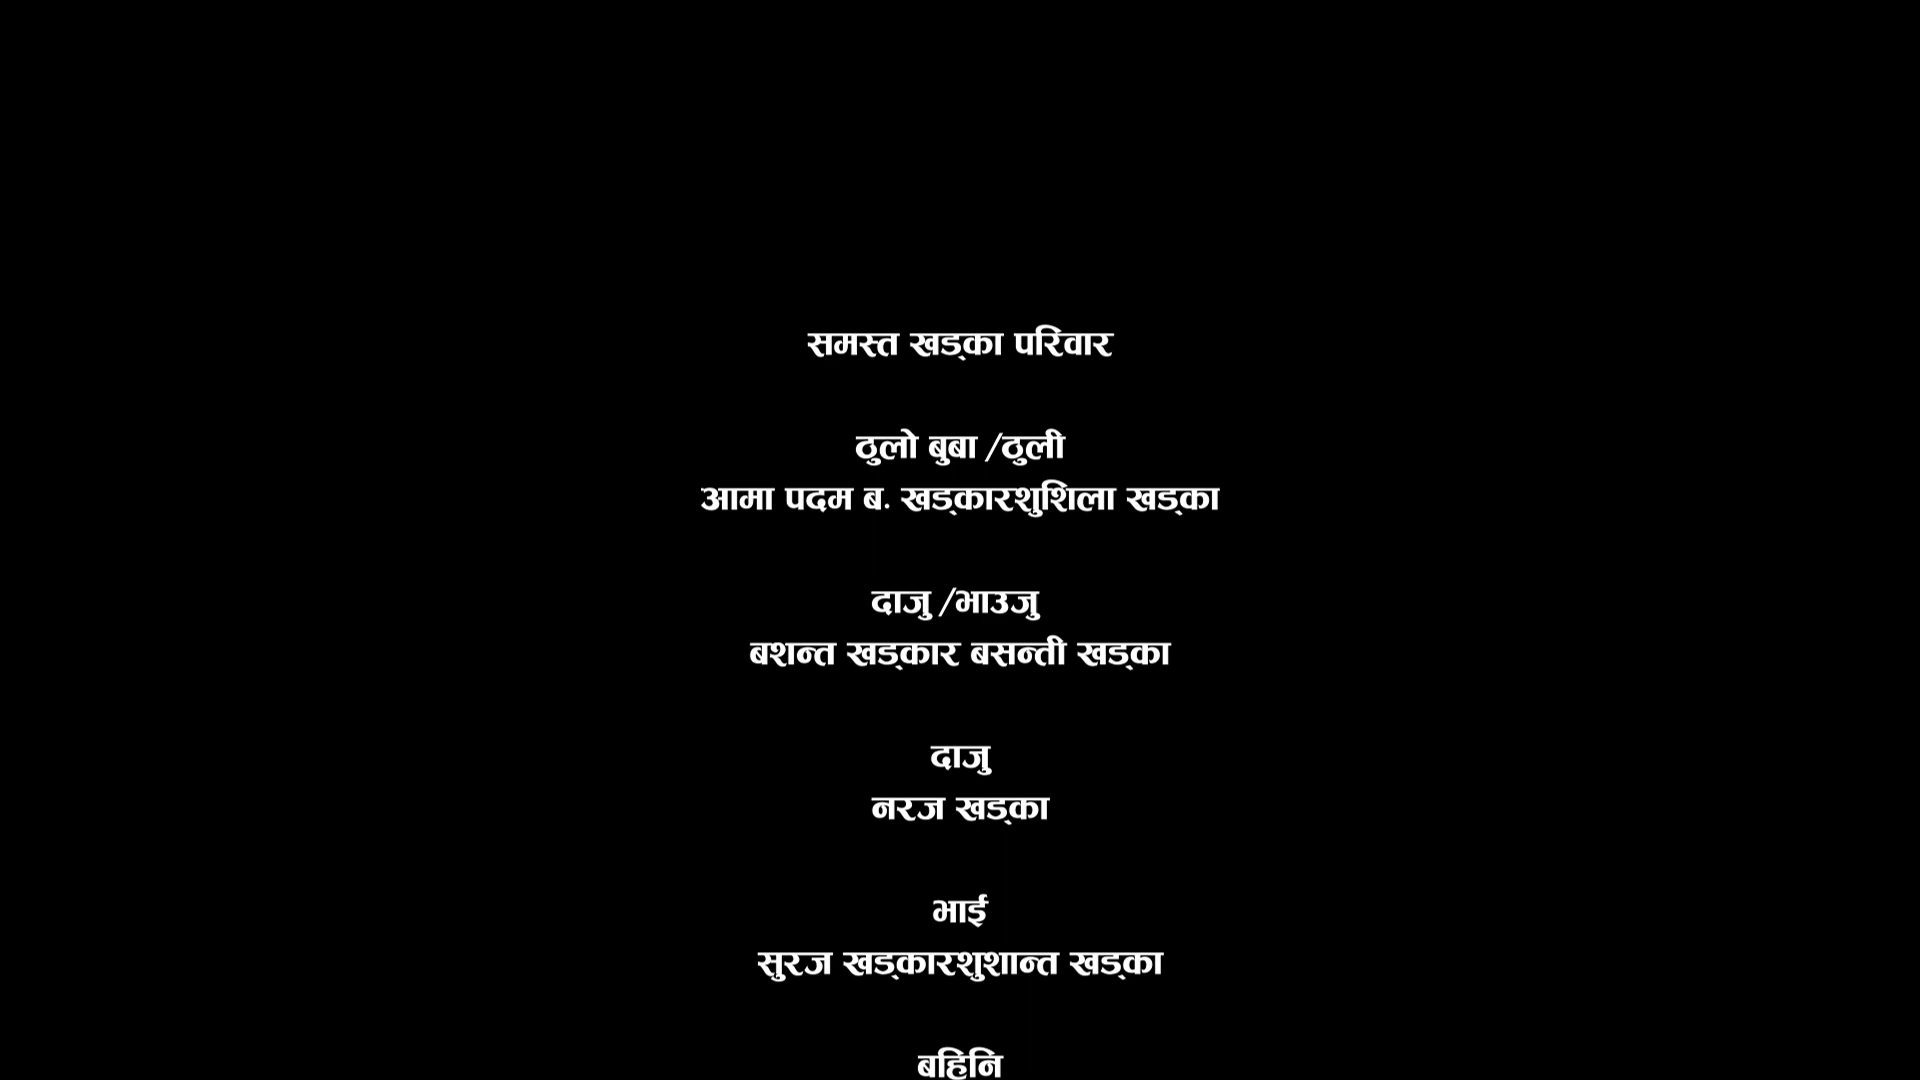 समस्त खड्का परिवार
ठुलो बुबा /ठुली
आमा पदम ब. खड्कारशुशिला खड्का
दाजु /भाउजु
बशन्त खड्कार बसन्ती खड्का
दाजु
नरज खड्का
भाई
सुरज खड्कारशुशान्त खड्का
बहिनि